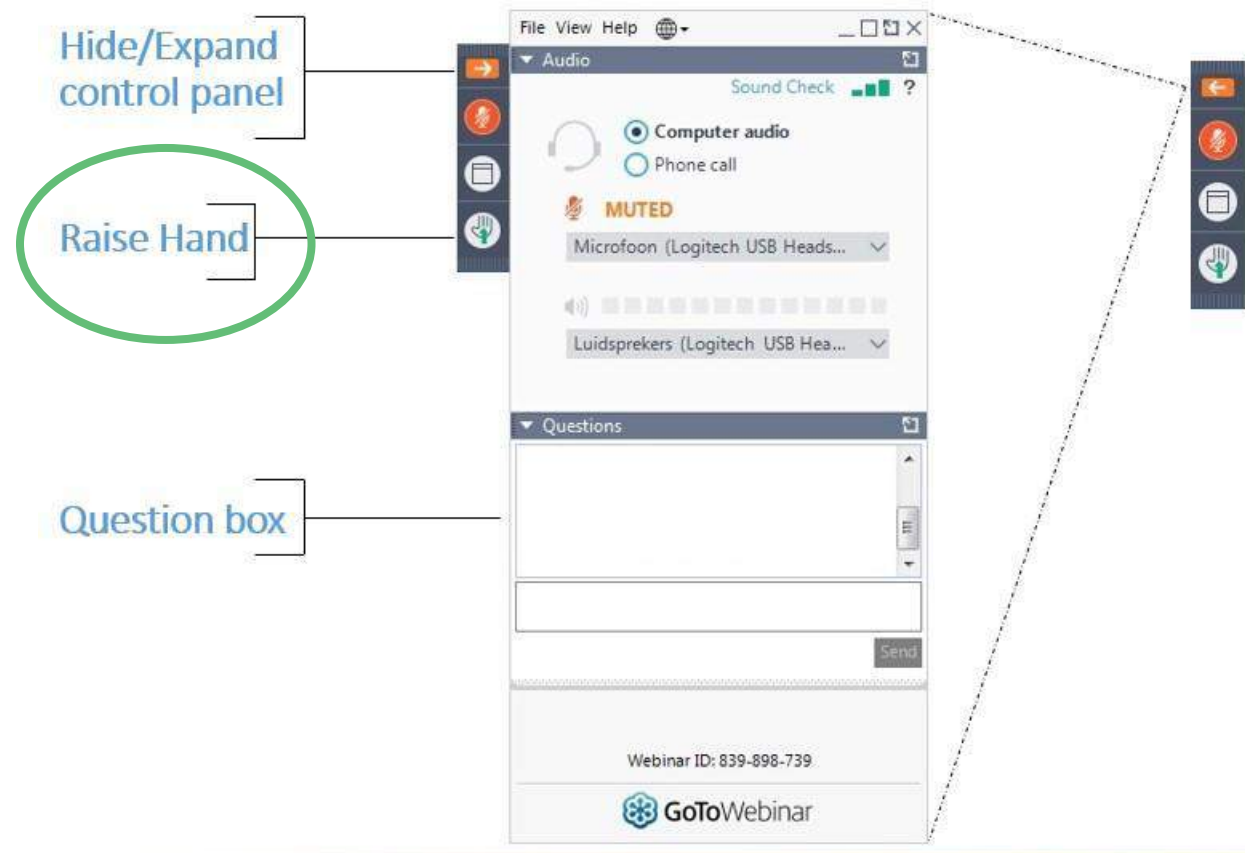 Hide/Expand
control panel
Raise Hand
Question box
File View Help
Audio
Sound Check ?
Computer audio
Phone call
MUTED
Microfoon (Logitech USB Heads...
Luidsprekers (Logitech USB Hea...
Questions
Send
Webinar ID: 839-898-739
GoToWebinar